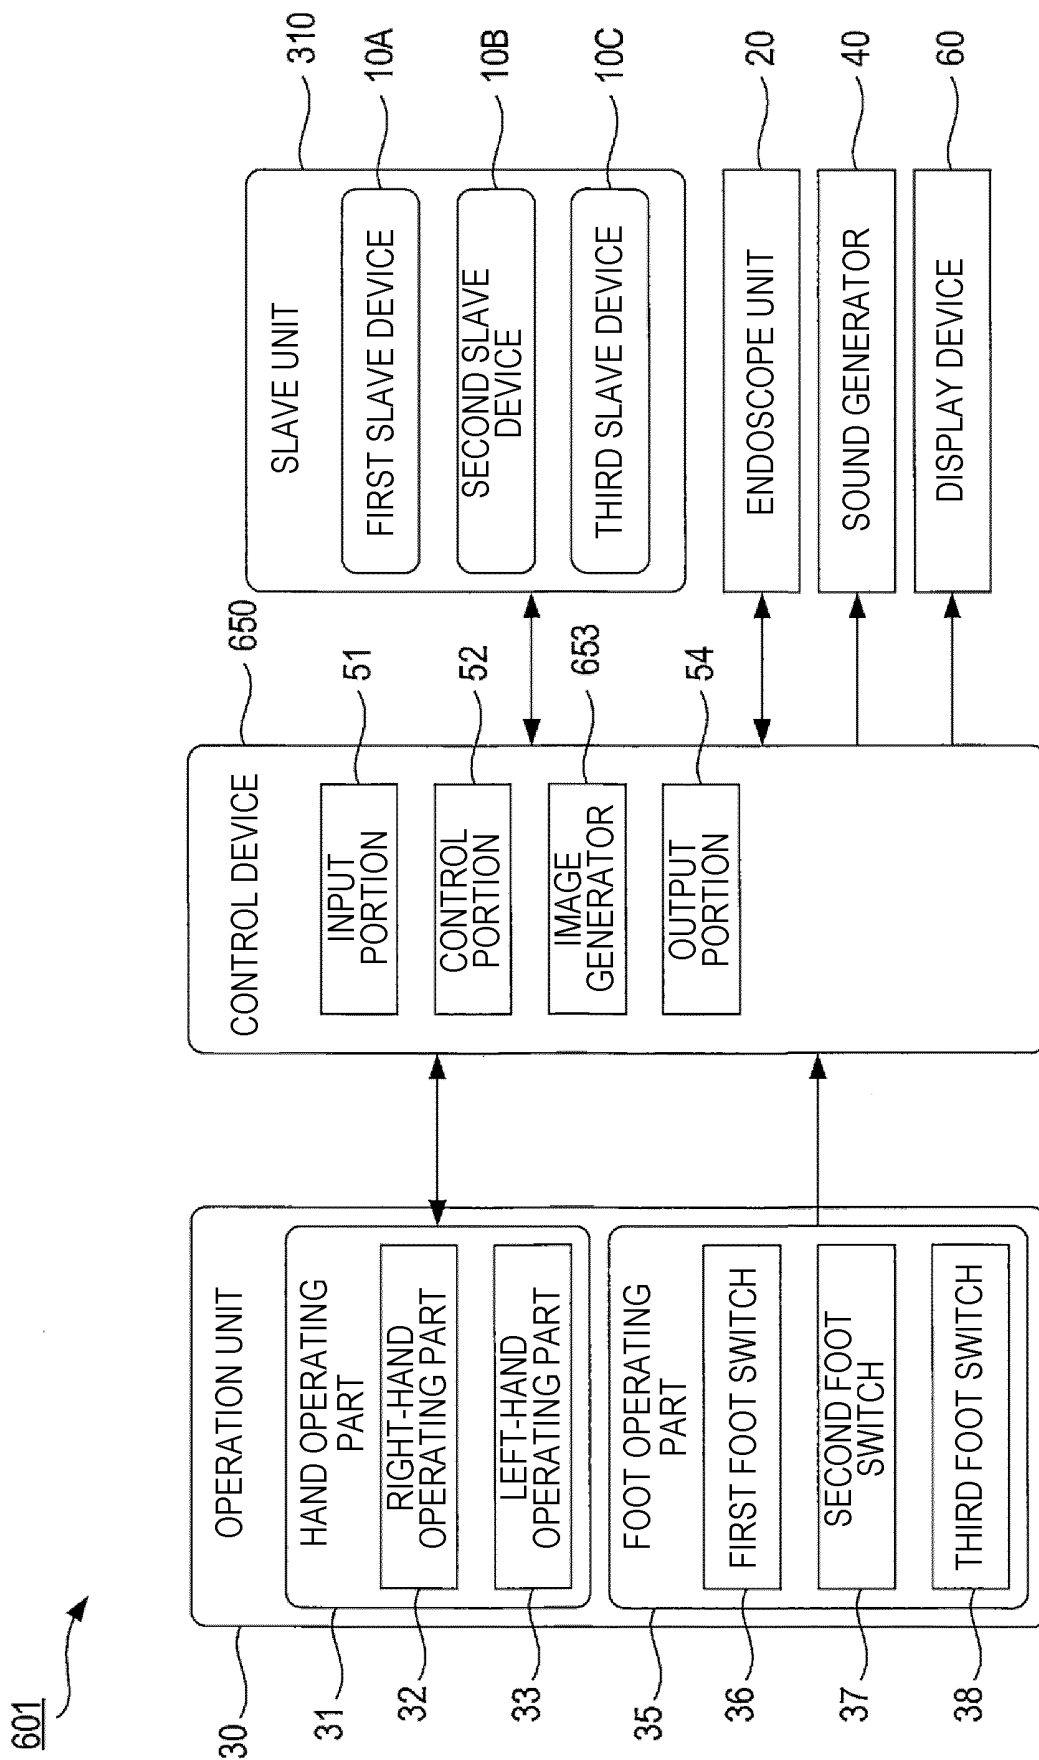 601
OPERATION UNIT
30
HAND OPERATING
PART
31
RIGHT-HAND
OPERATING PART
32
LEFT-HAND
OPERATING PART
33
FOOT OPERATING
PART
35
FIRST FOOT SWITCH
36
SECOND FOOT
SWITCH
37
THIRD FOOT SWITCH
38
CONTROL DEVICE
650
INPUT
PORTION
51
CONTROL
PORTION
52
IMAGE
GENERATOR
653
OUTPUT
PORTION
54
SLAVE UNIT
310
FIRST SLAVE DEVICE
10A
SECOND SLAVE
DEVICE
10B
THIRD SLAVE DEVICE
10C
ENDOSCOPE UNIT
20
SOUND GENERATOR
40
DISPLAY DEVICE
60